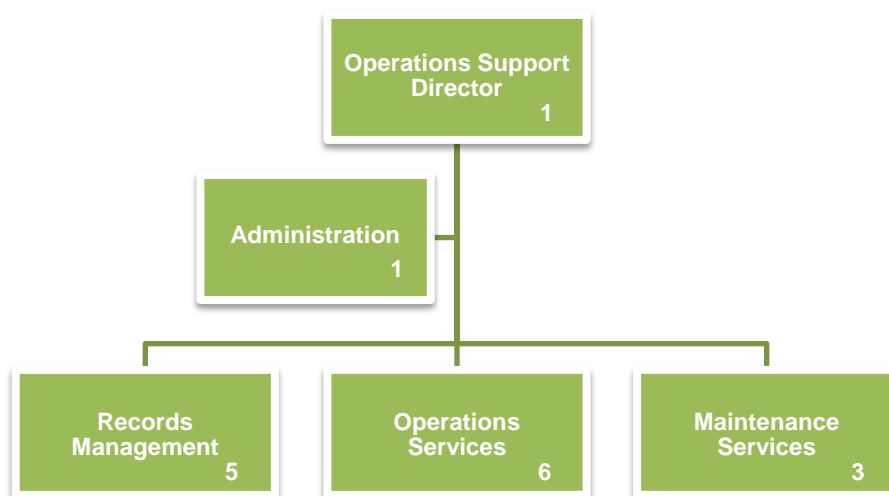 Operations Support
Director
1
Administration
1
Records
Management
5
Operations
Services
6
Maintenance
Services
3